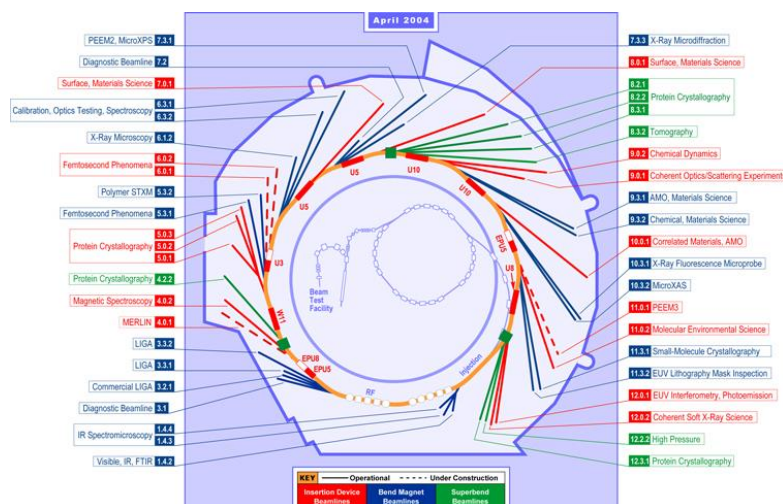 April 2004
PEEM2, MicroXPS 7.3.1
Diagnostic Beamline 7.2
Surface, Materials Science 7.0.1
6.3.1
Calibration, Optics Testing, Spectroscopy
6.3.2
X-Ray Microscopy 6.1.2
6.0.2
Femtosecond Phenomena
6.0.1
Polymer STXM 5.3.2
Femtosecond Phenomena 5.3.1
5.0.3
Protein Crystallography 5.0.2
5.0.1
Protein Crystallography 4.2.2
Magnetic Spectroscopy 4.0.2
MERLIN 4.0.1
LIGA 3.3.2
LIGA 3.3.1
Commercial LIGA 3.2.1
Diagnostic Beamline 3.1
1.4.4
IR Spectromicroscopy
1.4.3
Visible, IR, FTIR 1.4.2
7.3.3 X-Ray Microdiffraction
8.0.1 Surface, Materials Science
8.2.1
8.2.2 Protein Crystallography
8.3.1
8.3.2 Tomography
9.0.2 Chemical Dynamics
9.0.1 Coherent Optics/Scattering Experiment
9.3.1 AMO, Materials Science
9.3.2 Chemical, Materials Science
10.0.1 Correlated Materials, AMO
10.3.1 X-Ray Fluorescence Microprobe
10.3.2 MicroXAS
11.0.1 PEEM3
11.0.2 Molecular Environmental Science
11.3.1 Small-Molecule Crystallography
11.3.2 EUV Lithography Mask Inspection
12.0.1 EUV Interferometry, Photoemission
12.0.2 Coherent Soft X-Ray Science
12.2.2 High Pressure
12.3.1 Protein Crystallography
U5
U10
U5
U10
EPU5
U3
U8
Beam
Test
Facility
W11
EPU8
EPU5
RF
Injection
KEY Operational Under Construction
Insertion Device Beamlines
Bend Magnet Beamlines
Superbend Beamlines